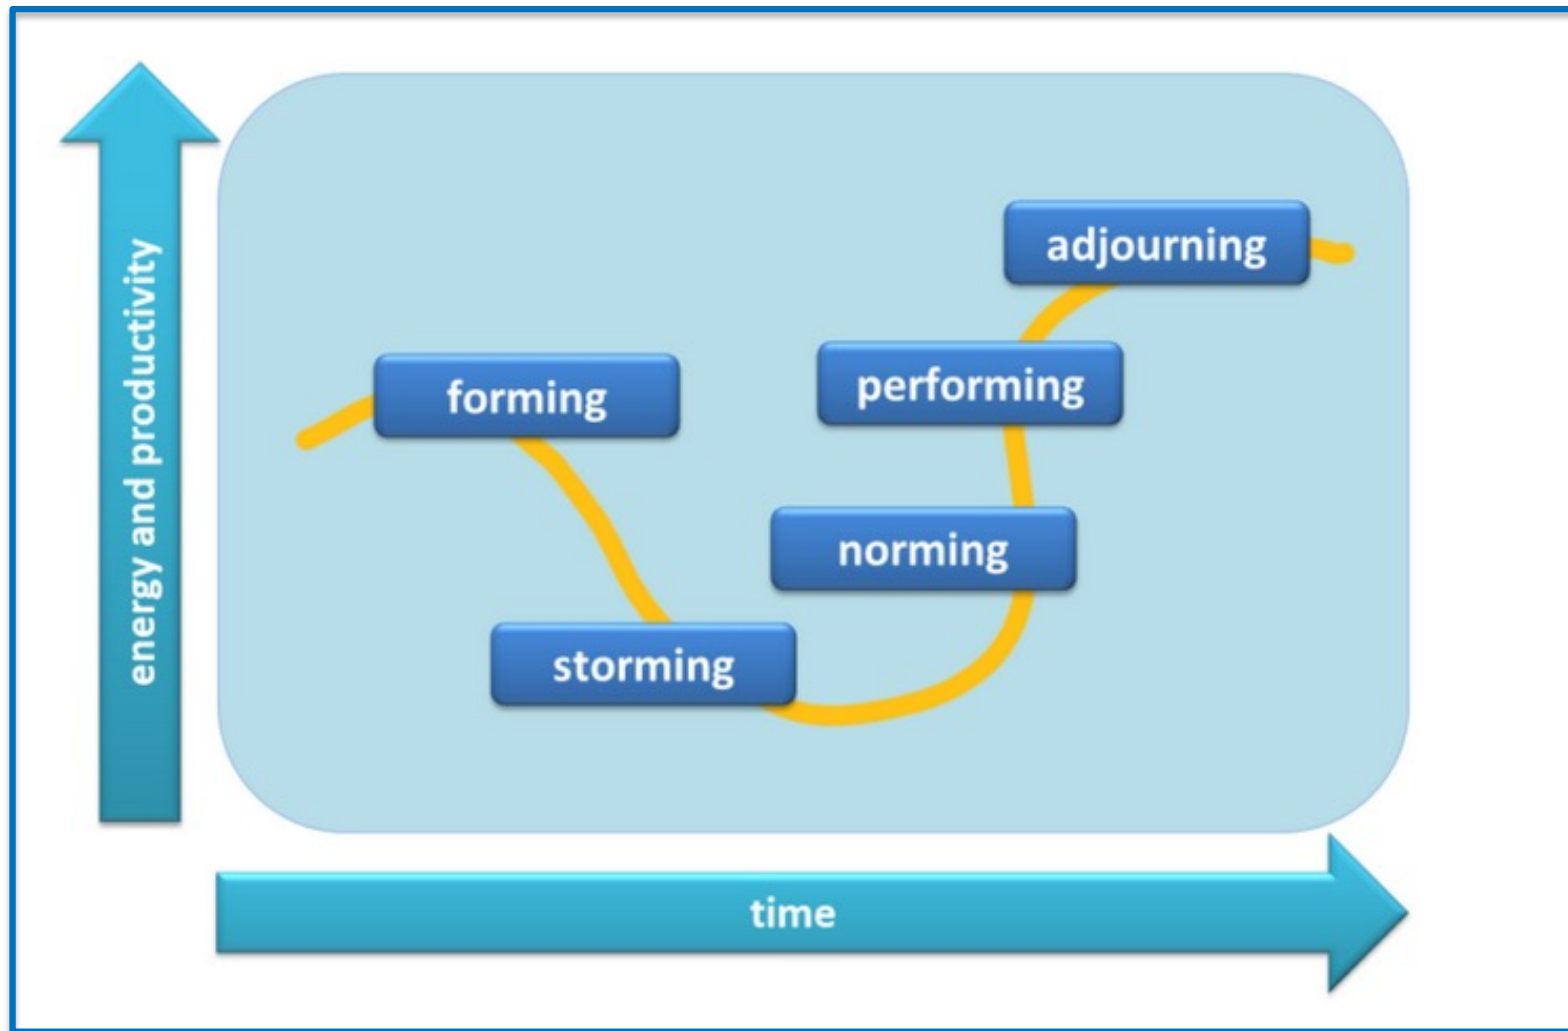 energy and productivity
adjourning
forming
performing
norming
storming
time